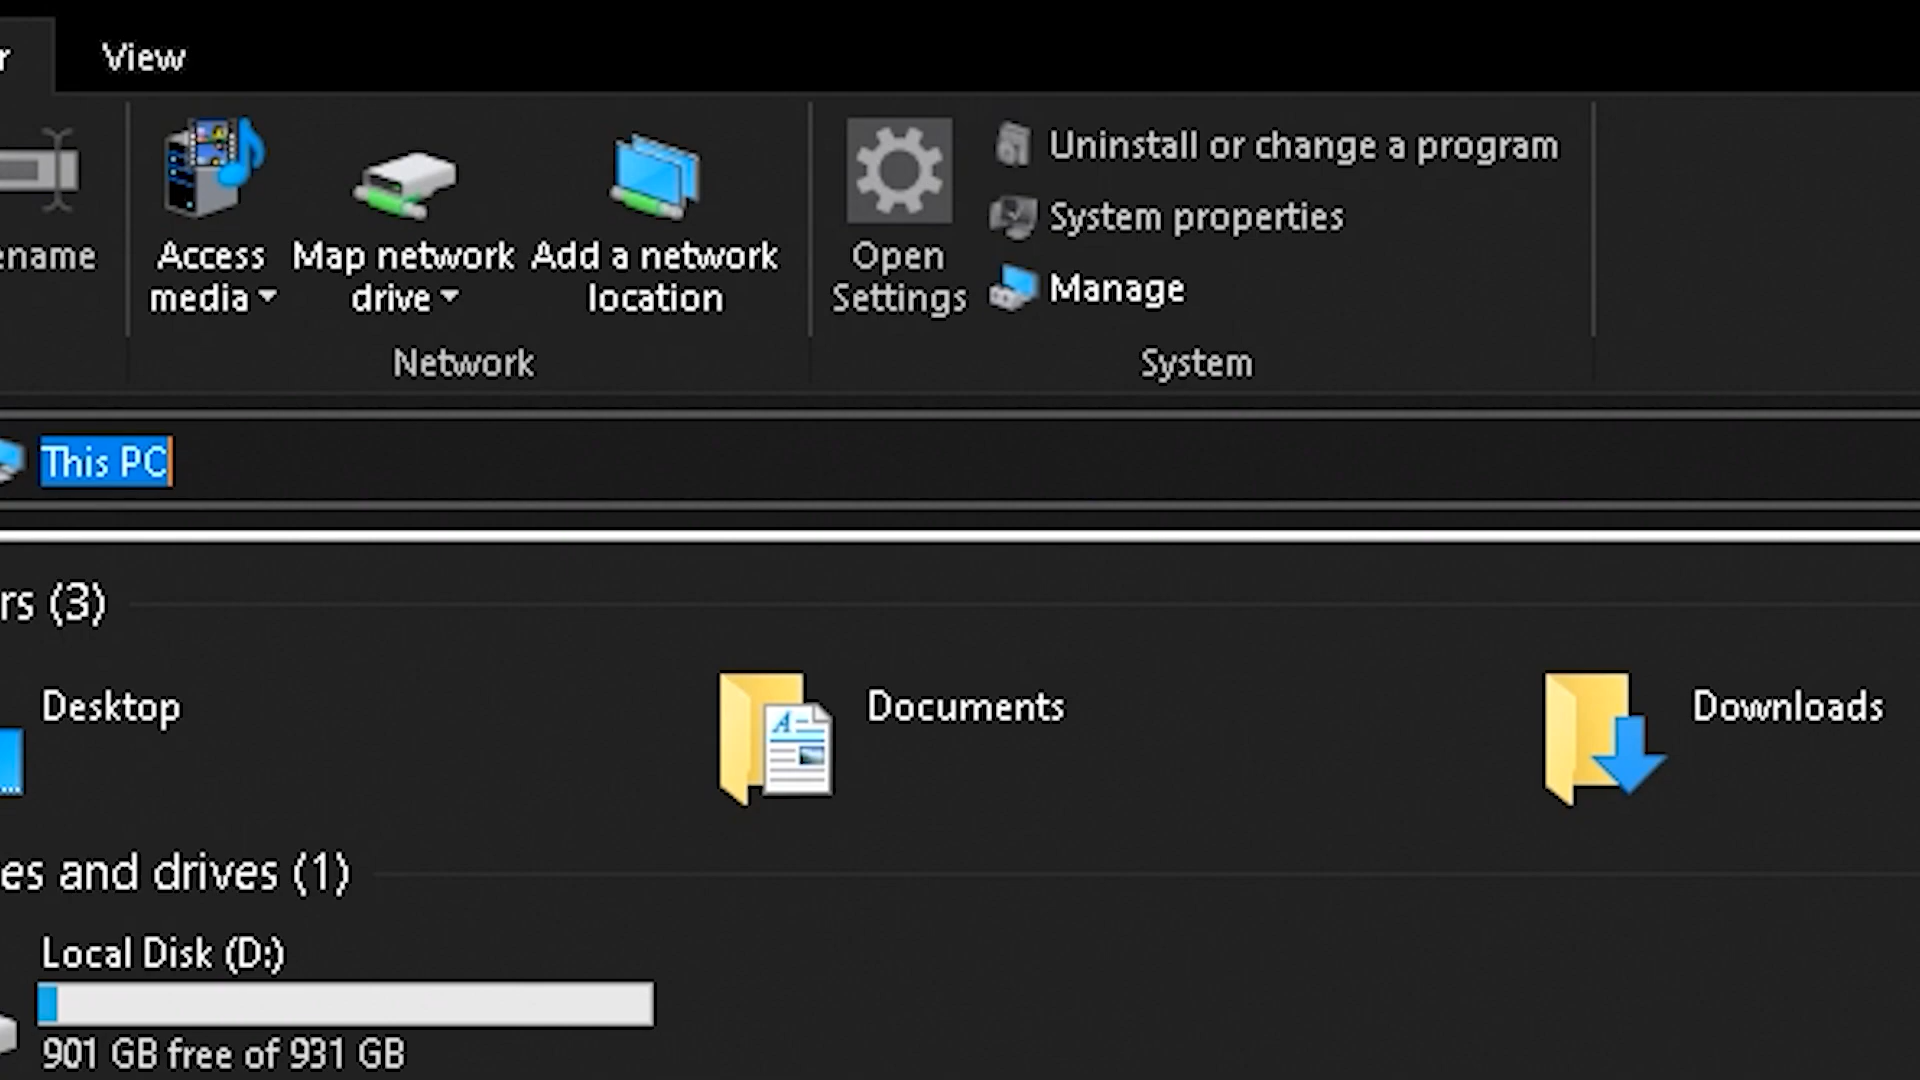 r View
ename
Access media
Map network drive
Add a network location
Network
Open Settings
Uninstall or change a program
System properties
Manage
System
This PC
rs (3)
Desktop
Documents
Downloads
es and drives (1)
Local Disk (D:)
901 GB free of 931 GB